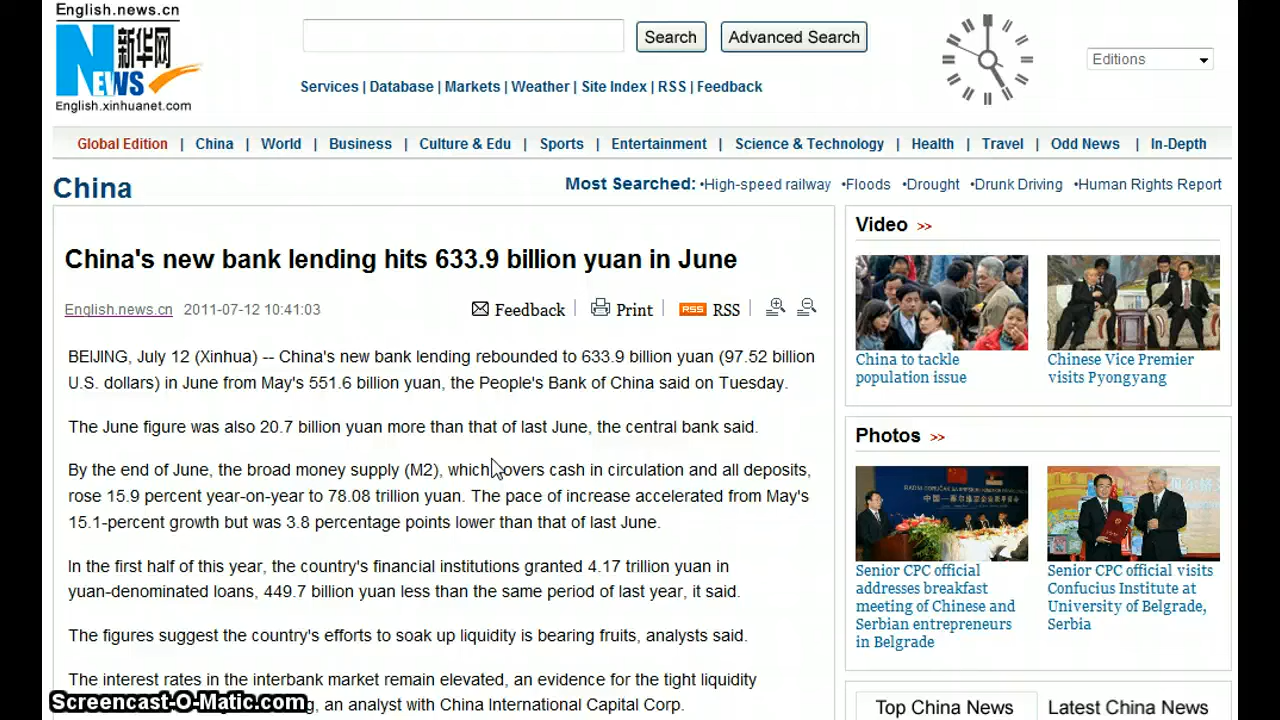 English.news.cn
新华网
NEWS
English.xinhuanet.com
Search
Advanced Search
Editions
Services | Database | Markets | Weather | Site Index | RSS | Feedback
Global Edition | China | World | Business | Culture & Edu | Sports | Entertainment | Science & Technology | Health | Travel | Odd News | In-Depth
China
Most Searched: •High-speed railway •Floods •Drought •Drunk Driving •Human Rights Report
China's new bank lending hits 633.9 billion yuan in June
English.news.cn 2011-07-12 10:41:03
Feedback | Print | RSS RSS |
BEIJING, July 12 (Xinhua) -- China's new bank lending rebounded to 633.9 billion yuan (97.52 billion
U.S. dollars) in June from May's 551.6 billion yuan, the People's Bank of China said on Tuesday.
The June figure was also 20.7 billion yuan more than that of last June, the central bank said.
By the end of June, the broad money supply (M2), which covers cash in circulation and all deposits,
rose 15.9 percent year-on-year to 78.08 trillion yuan. The pace of increase accelerated from May's
15.1-percent growth but was 3.8 percentage points lower than that of last June.
In the first half of this year, the country's financial institutions granted 4.17 trillion yuan in
yuan-denominated loans, 449.7 billion yuan less than the same period of last year, it said.
The figures suggest the country's efforts to soak up liquidity is bearing fruits, analysts said.
The interest rates in the interbank market remain elevated, an evidence for the tight liquidity
g, an analyst with China International Capital Corp.
Screencast-O-Matic.com
Video >>
China to tackle
population issue
Chinese Vice Premier
visits Pyongyang
Photos >>
Senior CPC official
addresses breakfast
meeting of Chinese and
Serbian entrepreneurs
in Belgrade
Senior CPC official visits
Confucius Institute at
University of Belgrade,
Serbia
Top China News
Latest China News